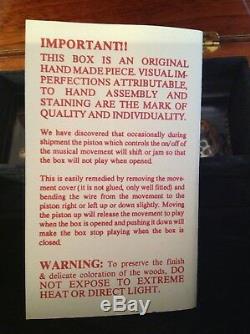 IMPORTANT!!
THIS BOX IS AN ORIGINAL
HAND MADE PIECE. VISUAL IM-
PERFECTIONS ATTRIBUTABLE,
TO HAND ASSEMBLY AND
STAINING ARE THE MARK OF
QUALITY AND INDIVIDUALITY.
We have discovered that occasionally during
shipment the piston which controls the on/off of
the musical movement will shift or jam so that
the box will not play when opened.
This is easily remedied by removing the move-
ment cover (it is not glued, only well fitted) and
bending the wire from the movement to the
piston right or left up or down slightly. Moving
the piston up will release the movement to play
when the box is opened and pushing it down will
make the box stop playing when the box is
closed.
WARNING: To preserve the finish
& delicate coloration of the woods, DO
NOT EXPOSE TO EXTREME
HEAT OR DIRECT LIGHT.